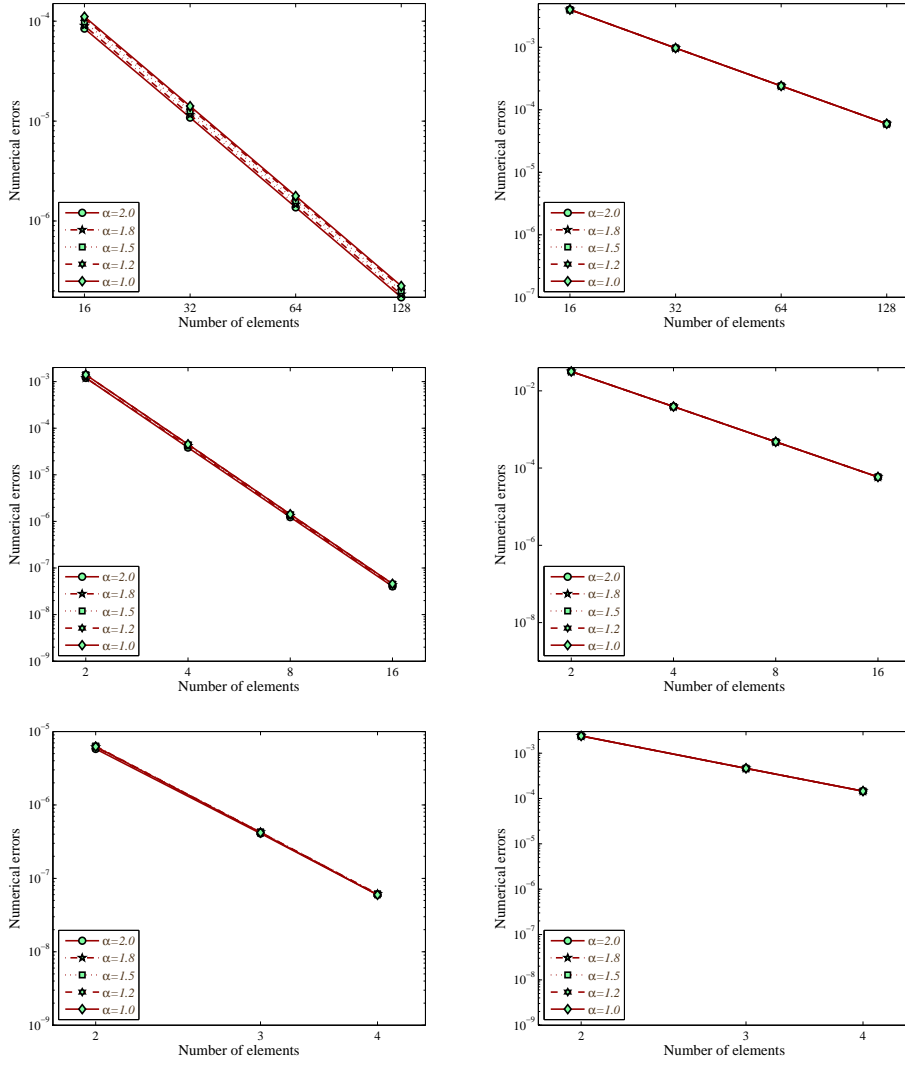 10−4
10−5
10−6
Numerical errors
α=2.0
α=1.8
α=1.5
α=1.2
α=1.0
16
32
64
128
Number of elements
10−3
10−4
10−5
10−6
10−7
Numerical errors
α=2.0
α=1.8
α=1.5
α=1.2
α=1.0
16
32
64
128
Number of elements
10−3
10−4
10−5
10−6
10−7
10−8
10−9
Numerical errors
α=2.0
α=1.8
α=1.5
α=1.2
α=1.0
2
4
8
16
Number of elements
10−2
10−4
10−6
10−8
Numerical errors
α=2.0
α=1.8
α=1.5
α=1.2
α=1.0
2
4
8
16
Number of elements
10−5
10−6
10−7
10−8
10−9
Numerical errors
α=2.0
α=1.8
α=1.5
α=1.2
α=1.0
2
3
4
Number of elements
10−3
10−4
10−5
10−6
10−7
10−8
10−9
Numerical errors
α=2.0
α=1.8
α=1.5
α=1.2
α=1.0
2
3
4
Number of elements